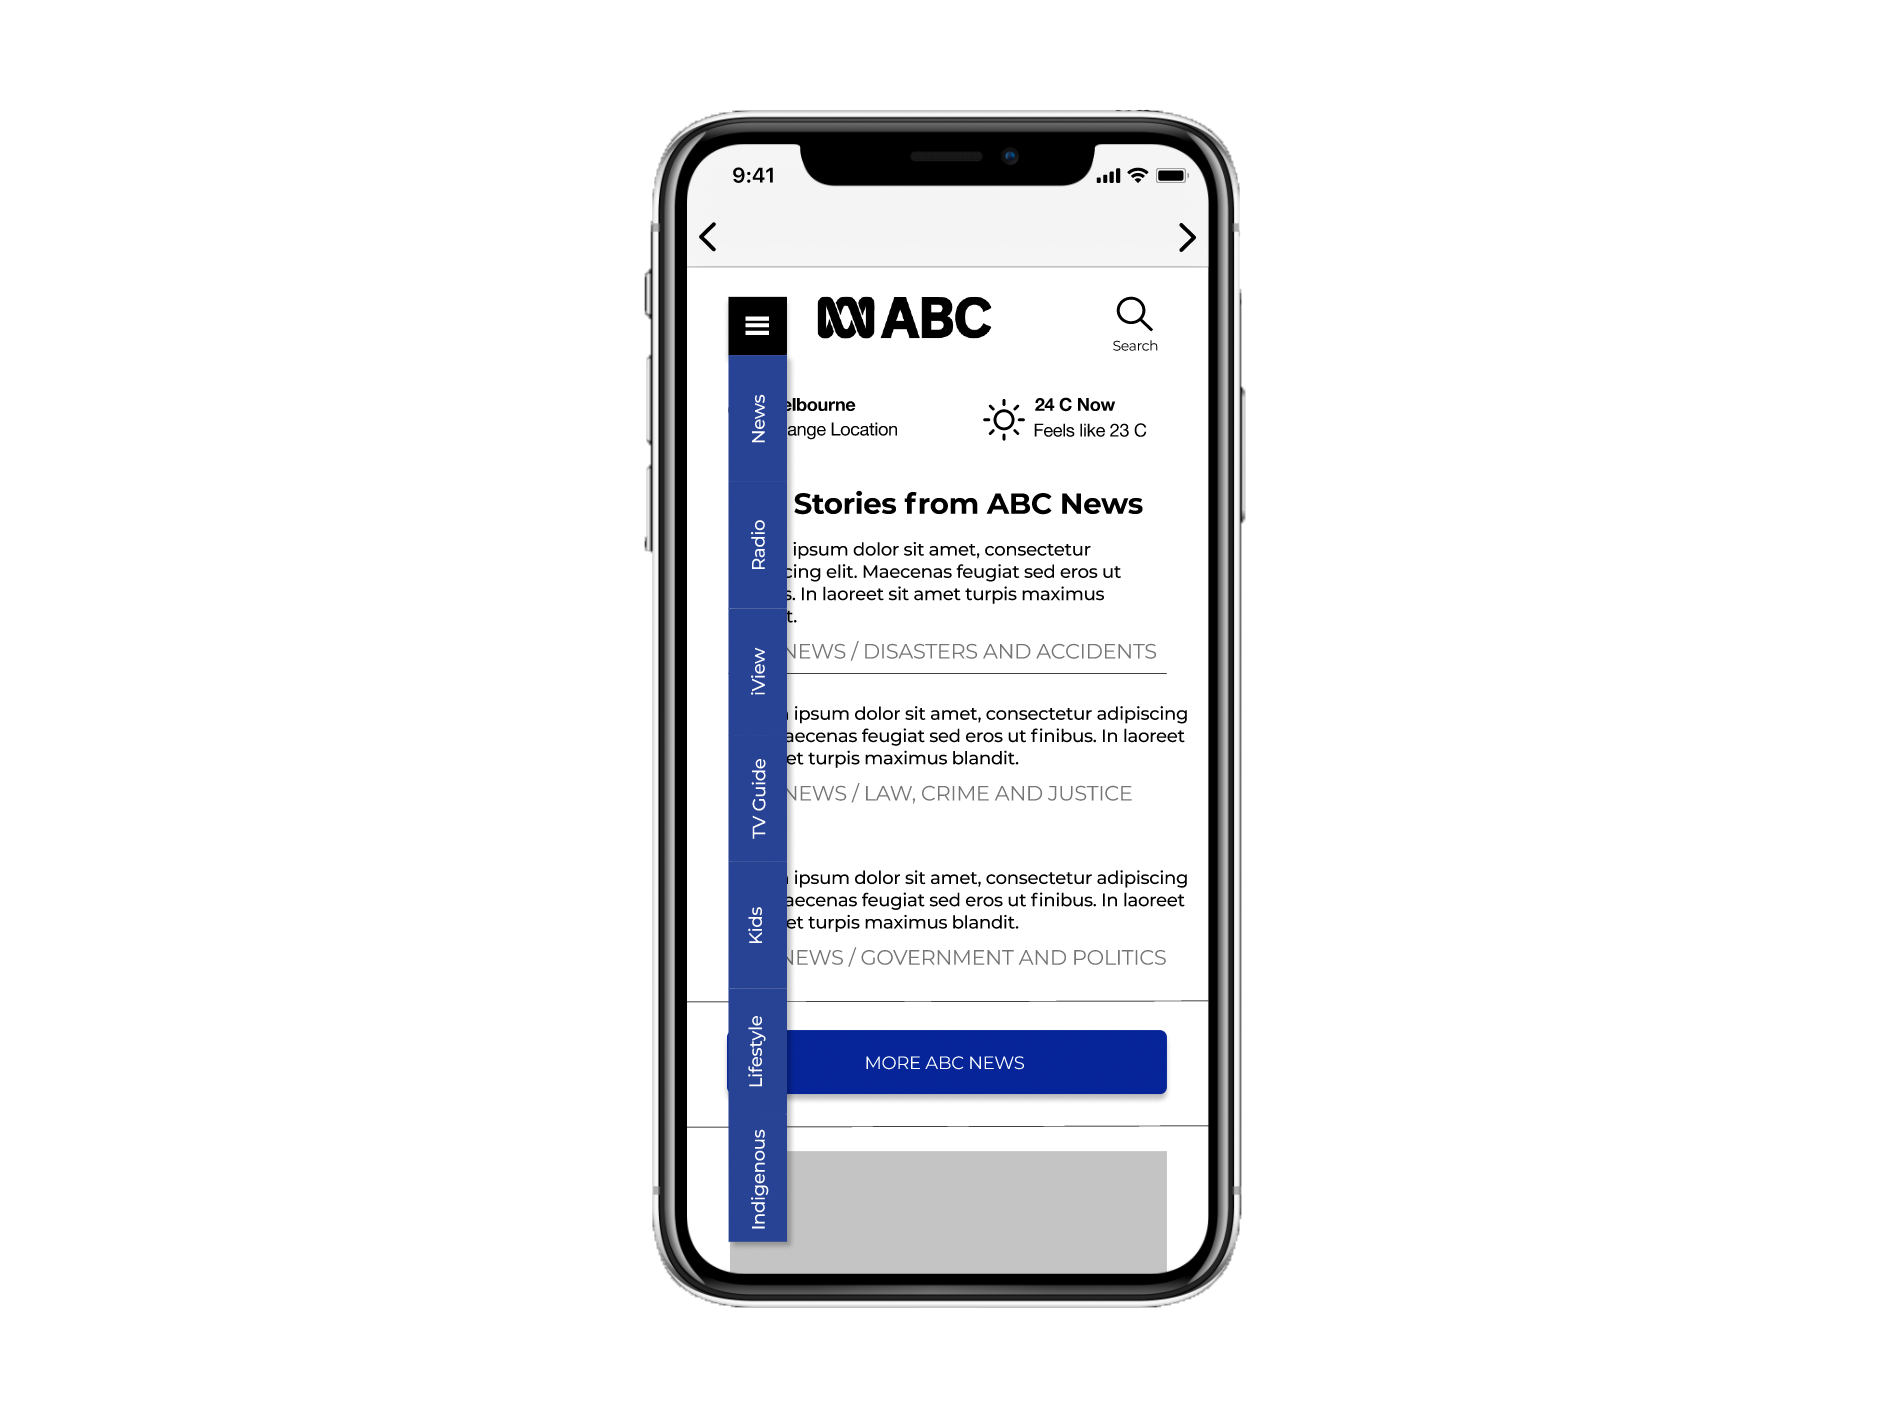 9:41
ABC
Search
elbourne
ange Location
24 C Now
Feels like 23 C
News
Radio
iView
TV Guide
Kids
Lifestyle
Indigenous
Stories from ABC News
ipsum dolor sit amet, consectetur
cing elit. Maecenas feugiat sed eros ut
s. In laoreet sit amet turpis maximus
t.
NEWS / DISASTERS AND ACCIDENTS
ipsum dolor sit amet, consectetur adipiscing
aecenas feugiat sed eros ut finibus. In laoreet
et turpis maximus blandit.
NEWS / LAW, CRIME AND JUSTICE
ipsum dolor sit amet, consectetur adipiscing
aecenas feugiat sed eros ut finibus. In laoreet
et turpis maximus blandit.
NEWS / GOVERNMENT AND POLITICS
MORE ABC NEWS